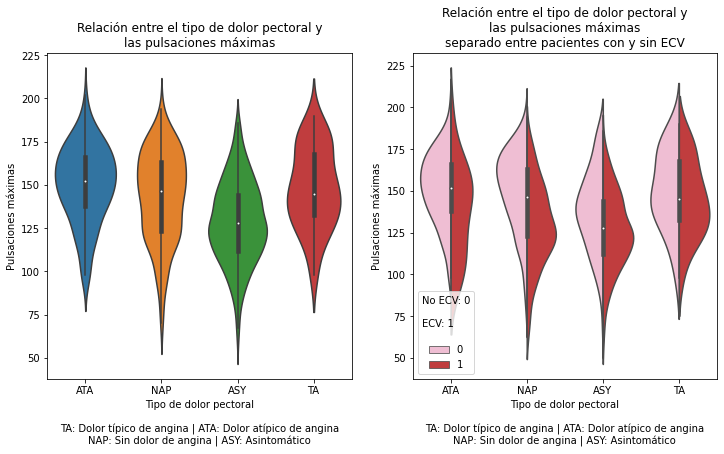 Relación entre el tipo de dolor pectoral y
las pulsaciones máximas
225
200
175
150
125
100
75
50
Pulsaciones máximas
ATA NAP ASY TA
Tipo de dolor pectoral
TA: Dolor típico de angina | ATA: Dolor atípico de angina
NAP: Sin dolor de angina | ASY: Asintomático
Relación entre el tipo de dolor pectoral y
las pulsaciones máximas
separado entre pacientes con y sin ECV
225
200
175
150
125
100
75
50
Pulsaciones máximas
No ECV: 0
ECV: 1
0
1
ATA NAP ASY TA
Tipo de dolor pectoral
TA: Dolor típico de angina | ATA: Dolor atípico de angina
NAP: Sin dolor de angina | ASY: Asintomático